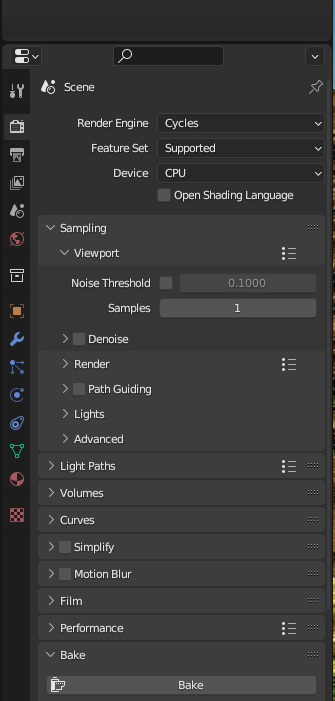 Scene
Render Engine Cycles
Feature Set Supported
Device CPU
Open Shading Language
Sampling
Viewport
Noise Threshold 0.1000
Samples 1
Denoise
Render
Path Guiding
Lights
Advanced
Light Paths
Volumes
Curves
Simplify
Motion Blur
Film
Performance
Bake
Bake